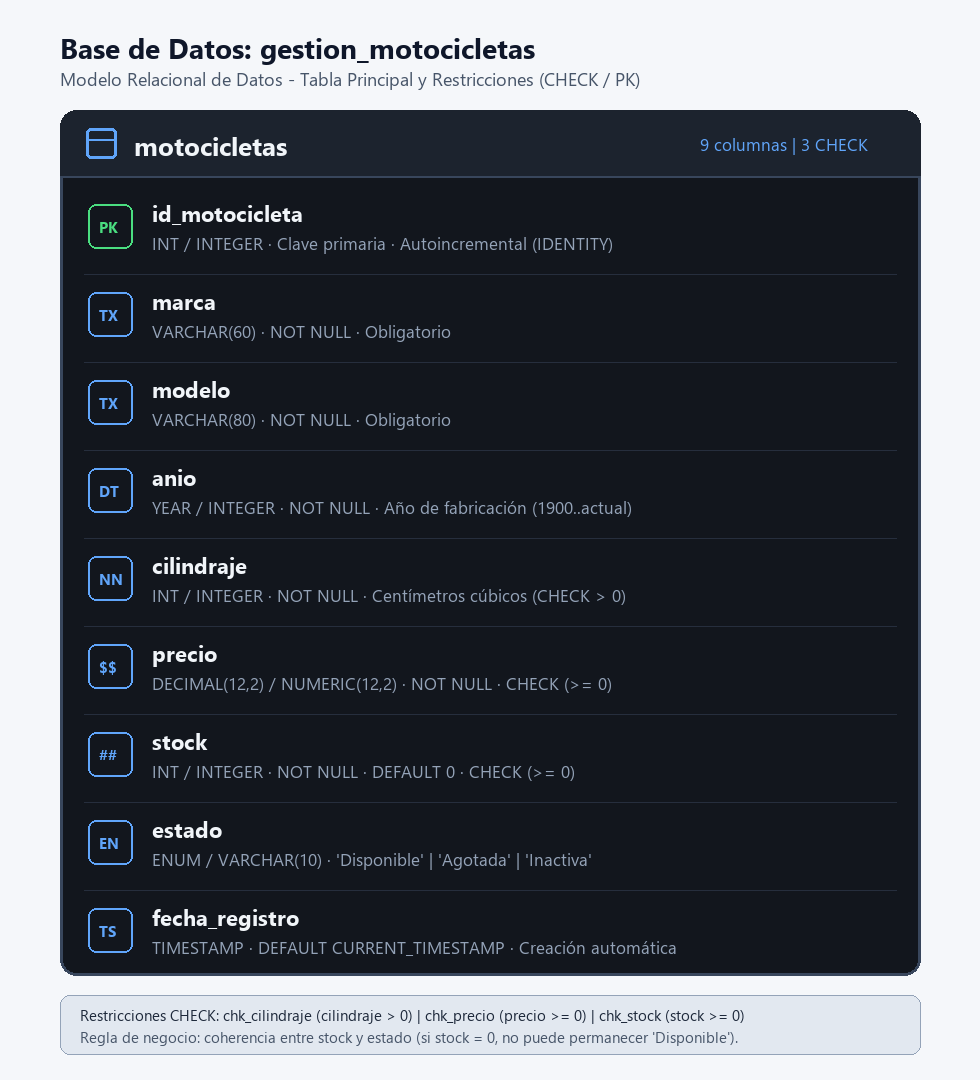 Base de Datos: gestion_motocicletas
Modelo Relacional de Datos - Tabla Principal y Restricciones (CHECK / PK)
motocicletas
9 columnas | 3 CHECK
PK
id_motocicleta
INT / INTEGER · Clave primaria · Autoincremental (IDENTITY)
TX
marca
VARCHAR(60) · NOT NULL · Obligatorio
TX
modelo
VARCHAR(80) · NOT NULL · Obligatorio
DT
anio
YEAR / INTEGER · NOT NULL · Año de fabricación (1900..actual)
NN
cilindraje
INT / INTEGER · NOT NULL · Centímetros cúbicos (CHECK > 0)
$$
precio
DECIMAL(12,2) / NUMERIC(12,2) · NOT NULL · CHECK (>= 0)
##
stock
INT / INTEGER · NOT NULL · DEFAULT 0 · CHECK (>= 0)
EN
estado
ENUM / VARCHAR(10) · 'Disponible' | 'Agotada' | 'Inactiva'
TS
fecha_registro
TIMESTAMP · DEFAULT CURRENT_TIMESTAMP · Creación automática
Restricciones CHECK: chk_cilindraje (cilindraje > 0) | chk_precio (precio >= 0) | chk_stock (stock >= 0)
Regla de negocio: coherencia entre stock y estado (si stock = 0, no puede permanecer 'Disponible').